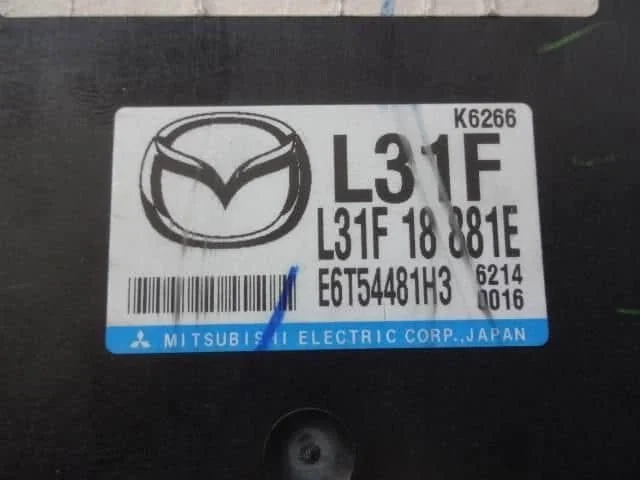 K6266
L31F
L31F 18 881E
E6T54481H3 6214
0016
MITSUBISHI ELECTRIC CORP., JAPAN